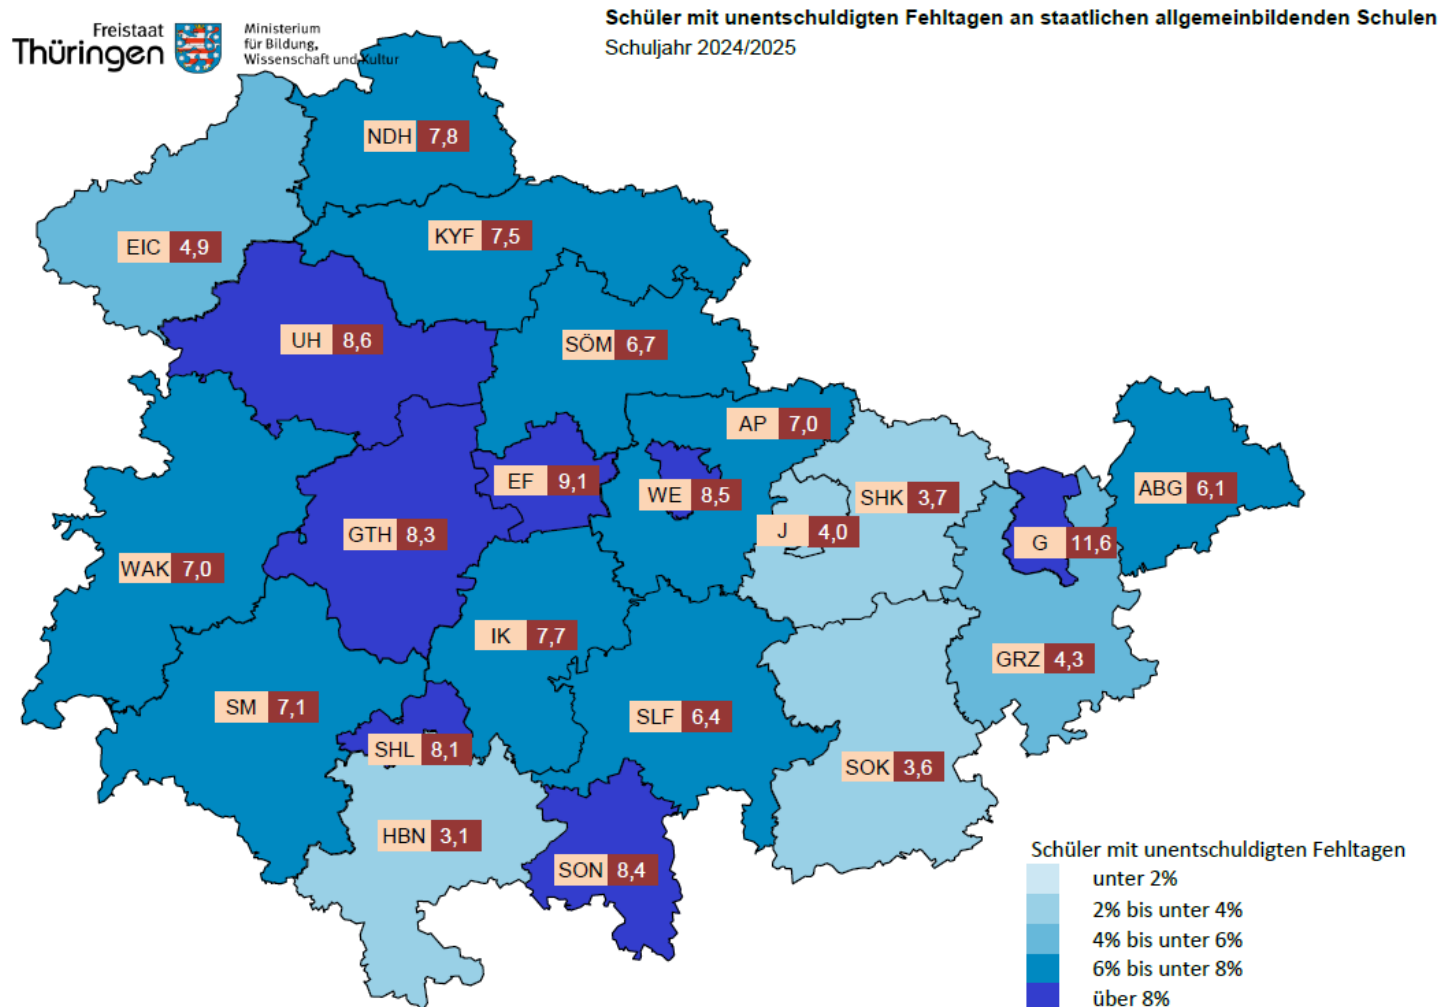 Freistaat
Thüringen
Ministerium
für Bildung,
Wissenschaft und Kultur
Schüler mit unentschuldigten Fehltagen an staatlichen allgemeinbildenden Schulen
Schuljahr 2024/2025
NDH 7,8
EIC 4,9
KYF 7,5
UH 8,6
SÖM 6,7
AP 7,0
EF 9,1
WE 8,5
SHK 3,7
ABG 6,1
GTH 8,3
J 4,0
G 11,6
WAK 7,0
IK 7,7
GRZ 4,3
SM 7,1
SLF 6,4
SHL 8,1
SOK 3,6
HBN 3,1
SON 8,4
Schüler mit unentschuldigten Fehltagen
unter 2%
2% bis unter 4%
4% bis unter 6%
6% bis unter 8%
über 8%